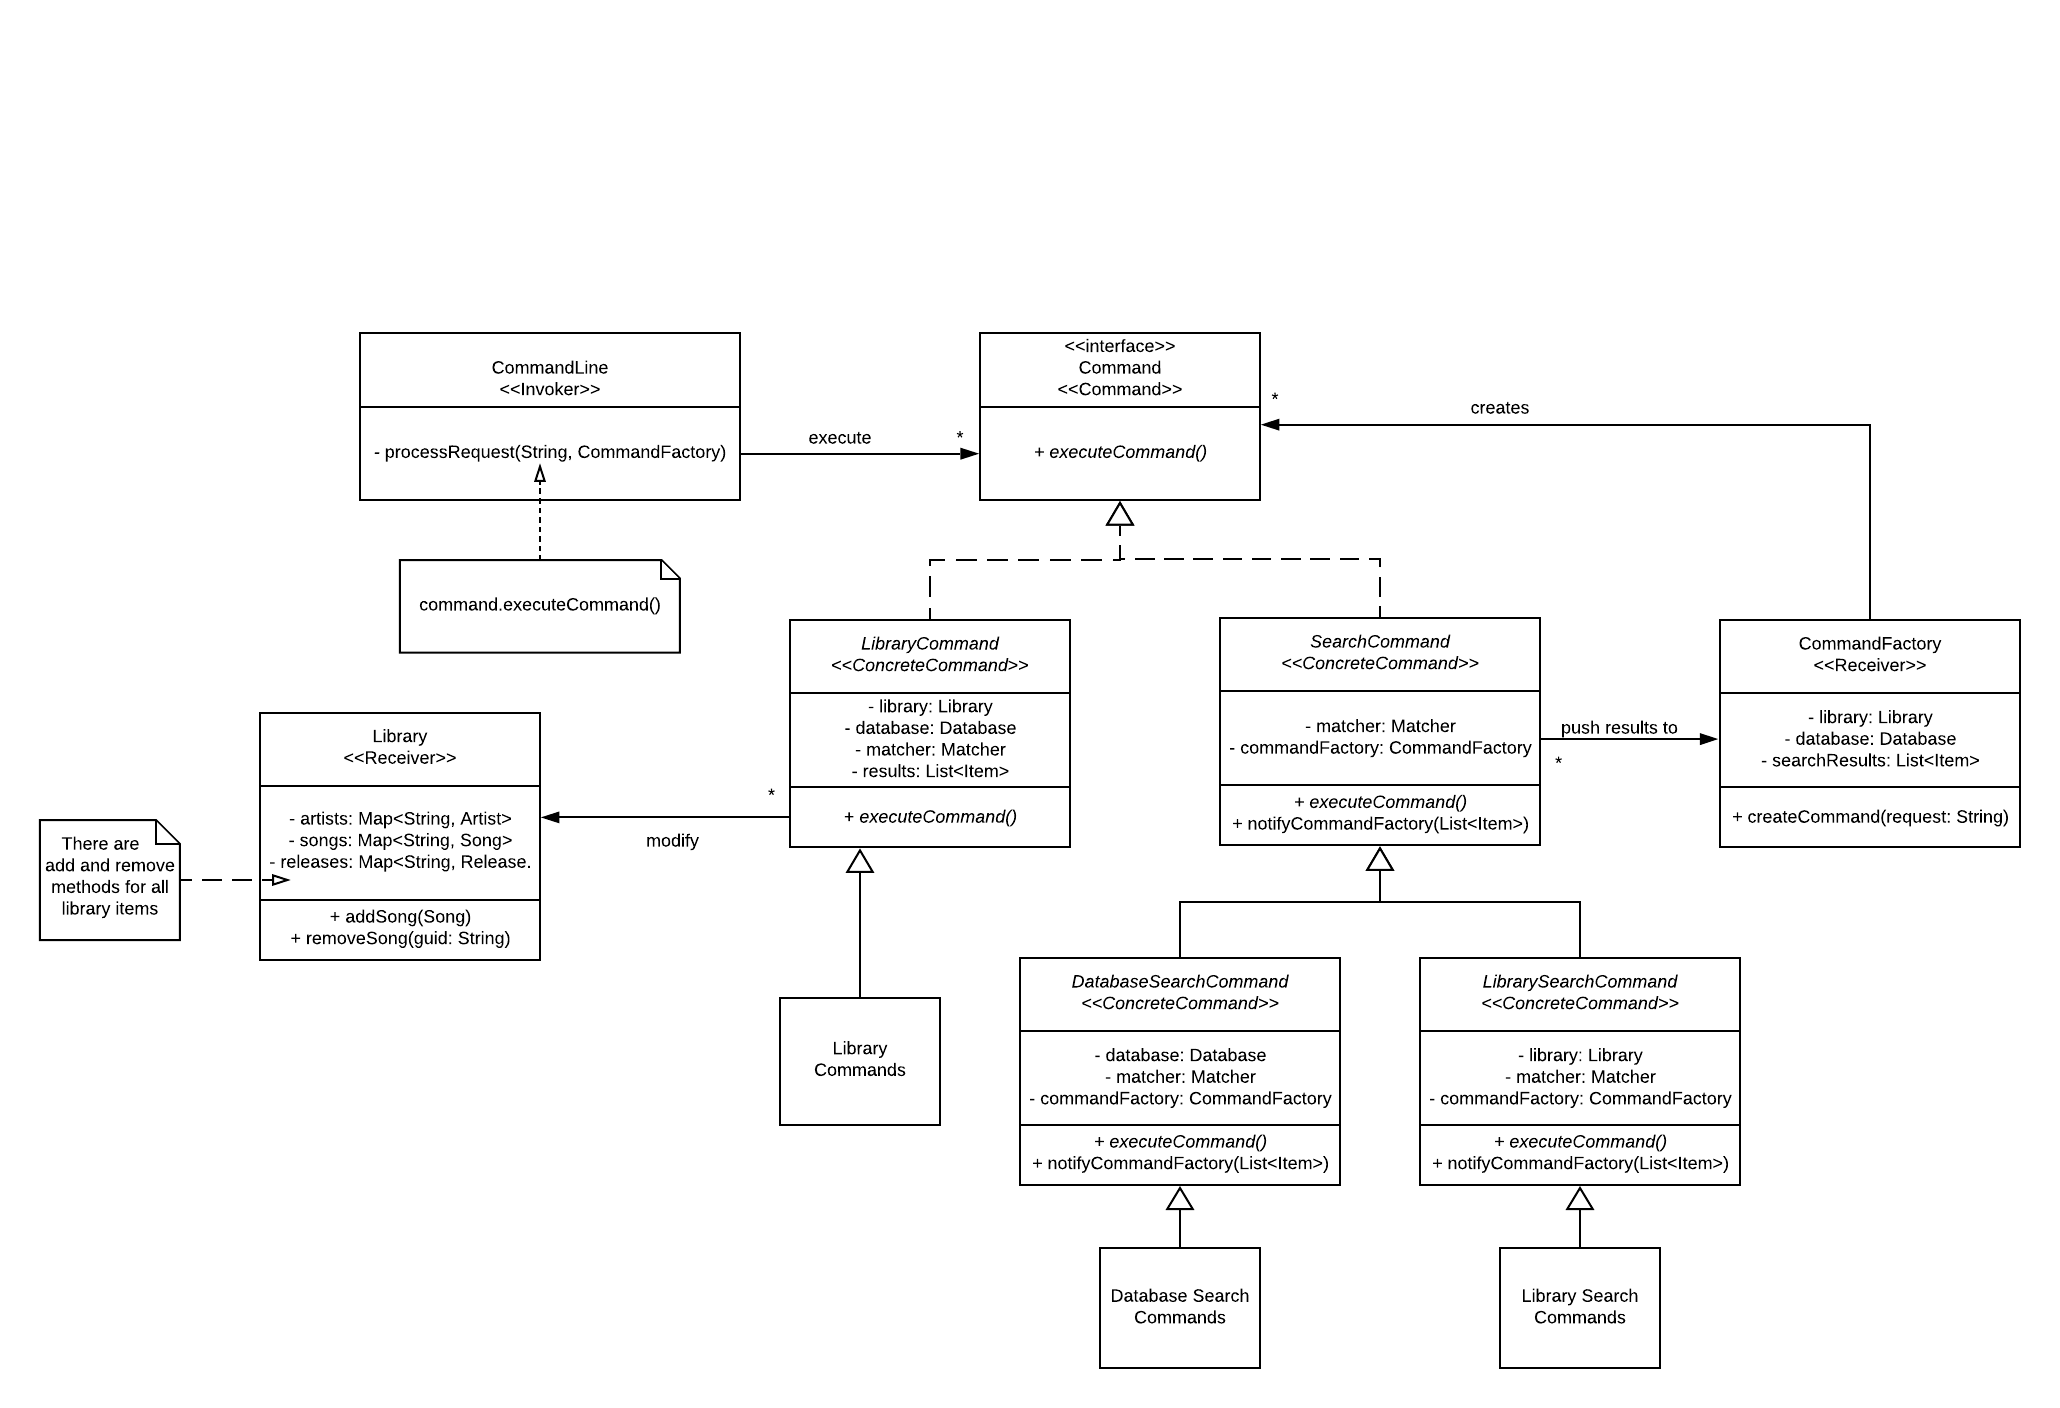 CommandLine
<<Invoker>>
- processRequest(String, CommandFactory)
execute
*
<<interface>>
Command
<<Command>>
+ executeCommand()
*
creates
command.executeCommand()
LibraryCommand
<<ConcreteCommand>>
- library: Library
- database: Database
- matcher: Matcher
- results: List<Item>
+ executeCommand()
SearchCommand
<<ConcreteCommand>>
- matcher: Matcher
- commandFactory: CommandFactory
+ executeCommand()
+ notifyCommandFactory(List<Item>)
push results to
*
CommandFactory
<<Receiver>>
- library: Library
- database: Database
- searchResults: List<Item>
+ createCommand(request: String)
Library
<<Receiver>>
- artists: Map<String, Artist>
- songs: Map<String, Song>
- releases: Map<String, Release.
+ addSong(Song)
+ removeSong(guid: String)
*
modify
There are
add and remove
methods for all
library items
Library
Commands
DatabaseSearchCommand
<<ConcreteCommand>>
- database: Database
- matcher: Matcher
- commandFactory: CommandFactory
+ executeCommand()
+ notifyCommandFactory(List<Item>)
LibrarySearchCommand
<<ConcreteCommand>>
- library: Library
- matcher: Matcher
- commandFactory: CommandFactory
+ executeCommand()
+ notifyCommandFactory(List<Item>)
Database Search
Commands
Library Search
Commands